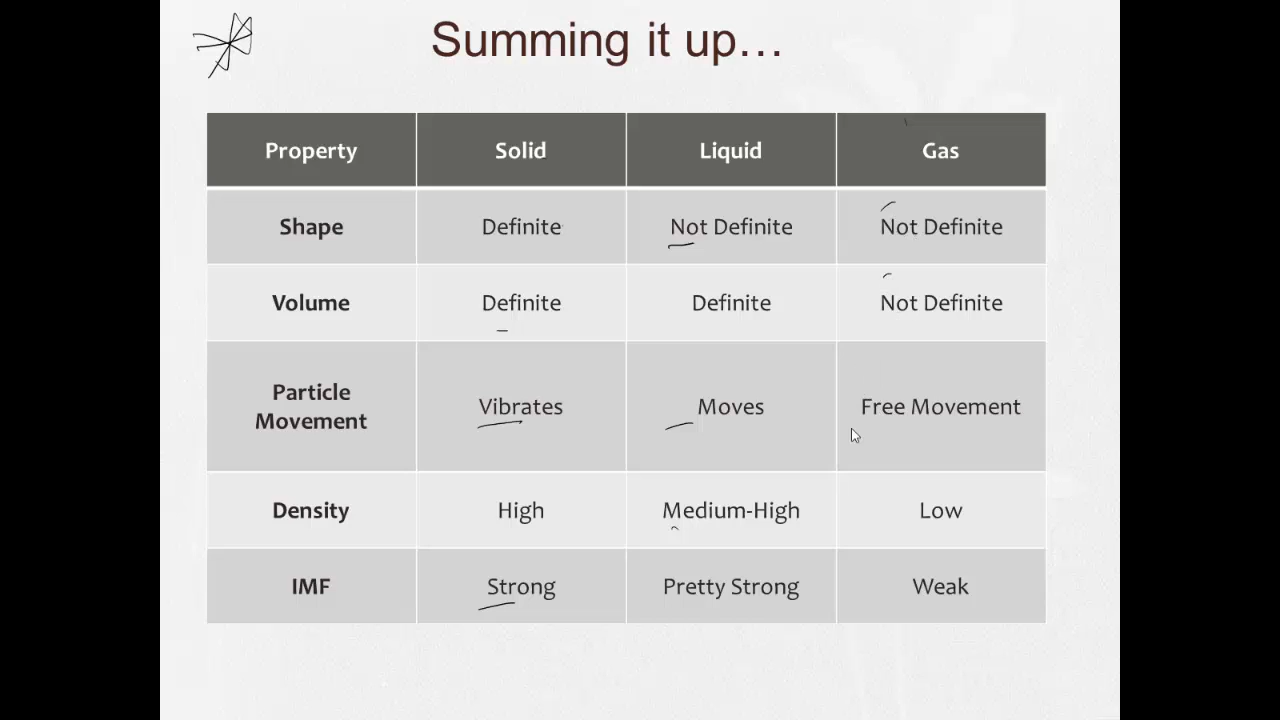 Summing it up…
Property Solid Liquid Gas
Shape Definite Not Definite Not Definite
Volume Definite Definite Not Definite
Particle
Movement Vibrates Moves Free Movement
Density High Medium-High Low
IMF Strong Pretty Strong Weak